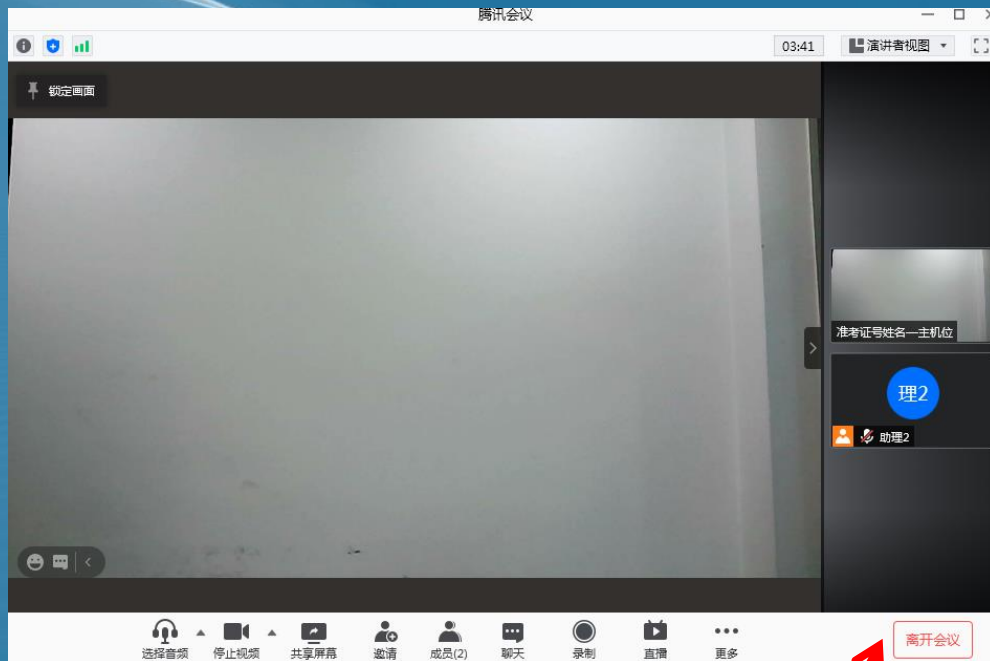 腾讯会议
03:41 演讲者视图
锁定画面
准考证号姓名—主机位
理2
助理2
选择音频 停止视频 共享屏幕 邀请 成员(2) 聊天 录制 直播 更多 离开会议